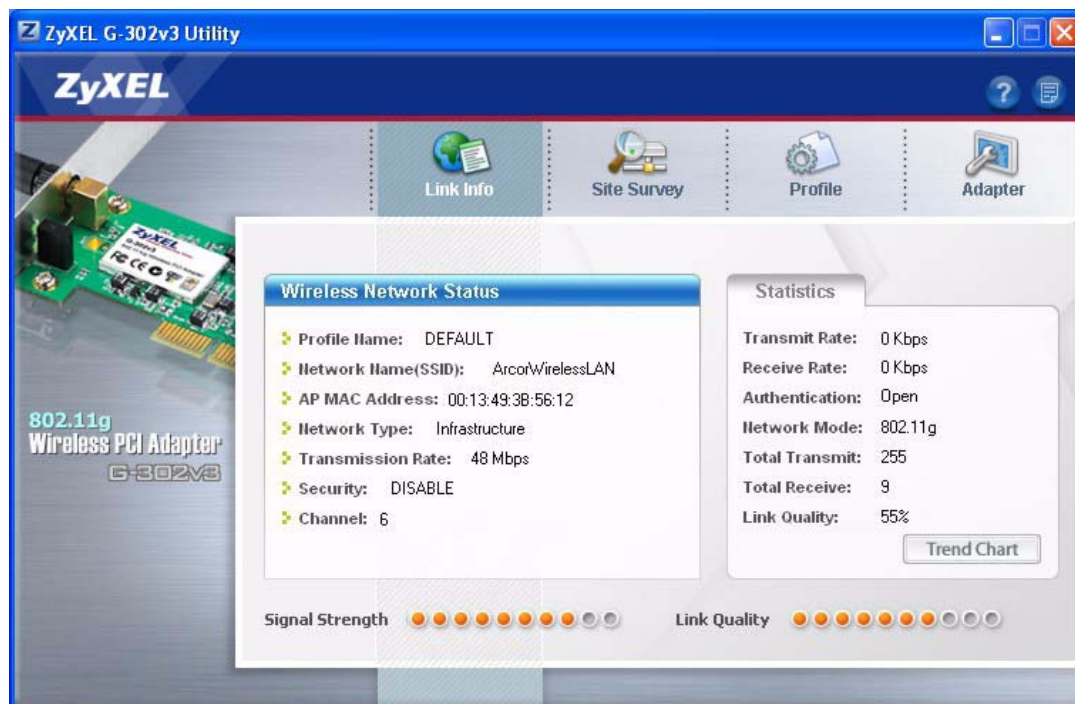 ZyXEL G-302v3 Utility
ZyXEL
Link Info
Site Survey
Profile
Adapter
ZyXEL
G-302v3
802.11g
Wireless PCI Adapter
G-302V3
Wireless Network Status
Profile Name: DEFAULT
Network Name(SSID): ArcorWirelessLAN
AP MAC Address: 00:13:49:3B:56:12
Network Type: Infrastructure
Transmission Rate: 48 Mbps
Security: DISABLE
Channel: 6
Statistics
Transmit Rate: 0 Kbps
Receive Rate: 0 Kbps
Authentication: Open
Network Mode: 802.11g
Total Transmit: 255
Total Receive: 9
Link Quality: 55%
Trend Chart
Signal Strength
Link Quality